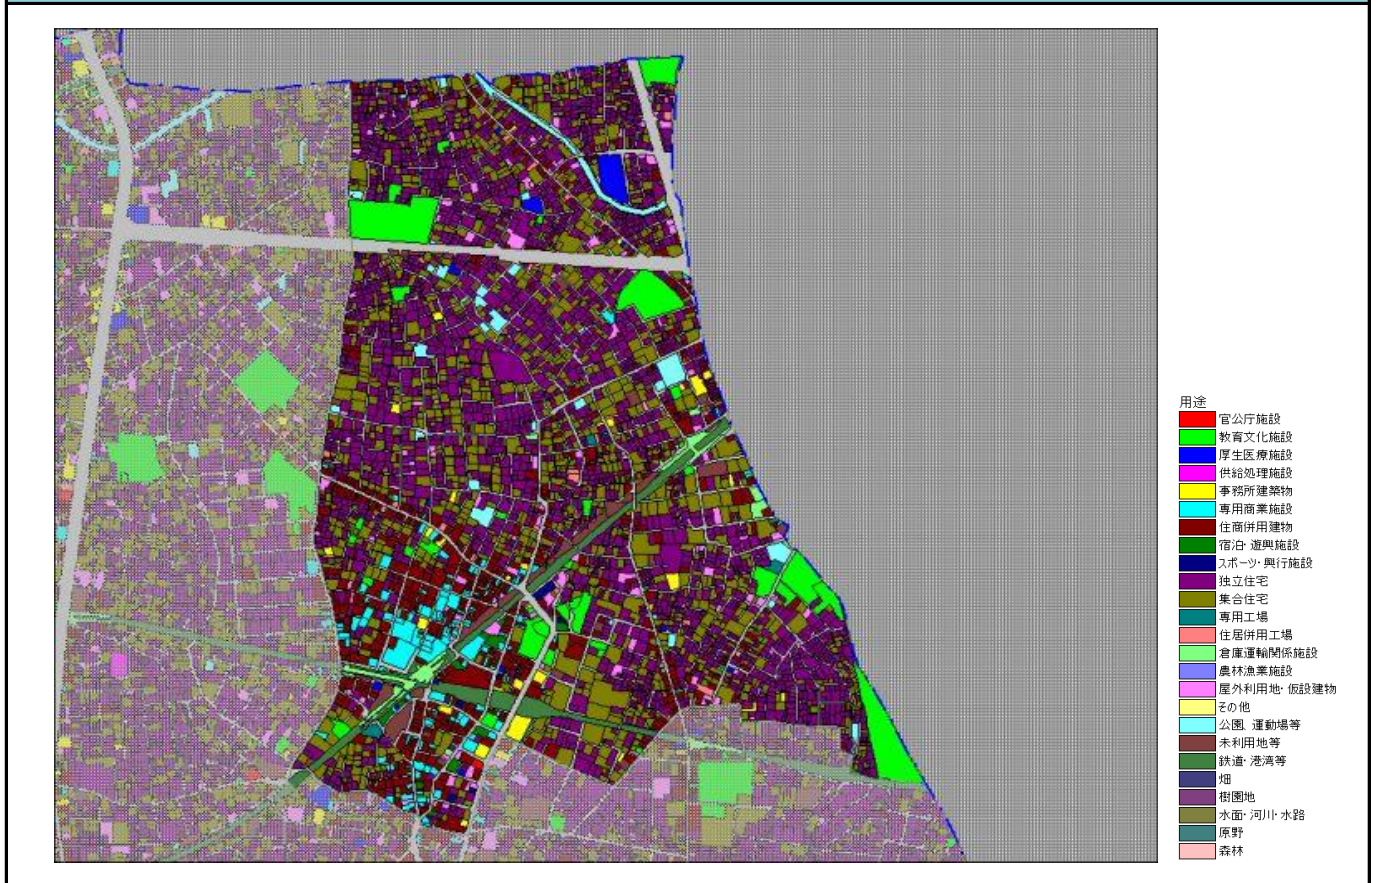 用途
官公庁施設
教育文化施設
厚生医療施設
供給処理施設
事務所建築物
専用商業施設
住商併用建物
宿泊・遊興施設
スポーツ・興行施設
独立住宅
集合住宅
専用工場
住居併用工場
倉庫運輸関係施設
農林漁業施設
屋外利用地・仮設建物
その他
公園、運動場等
未利用地等
鉄道・港湾等
畑
樹園地
水面・河川・水路
原野
森林